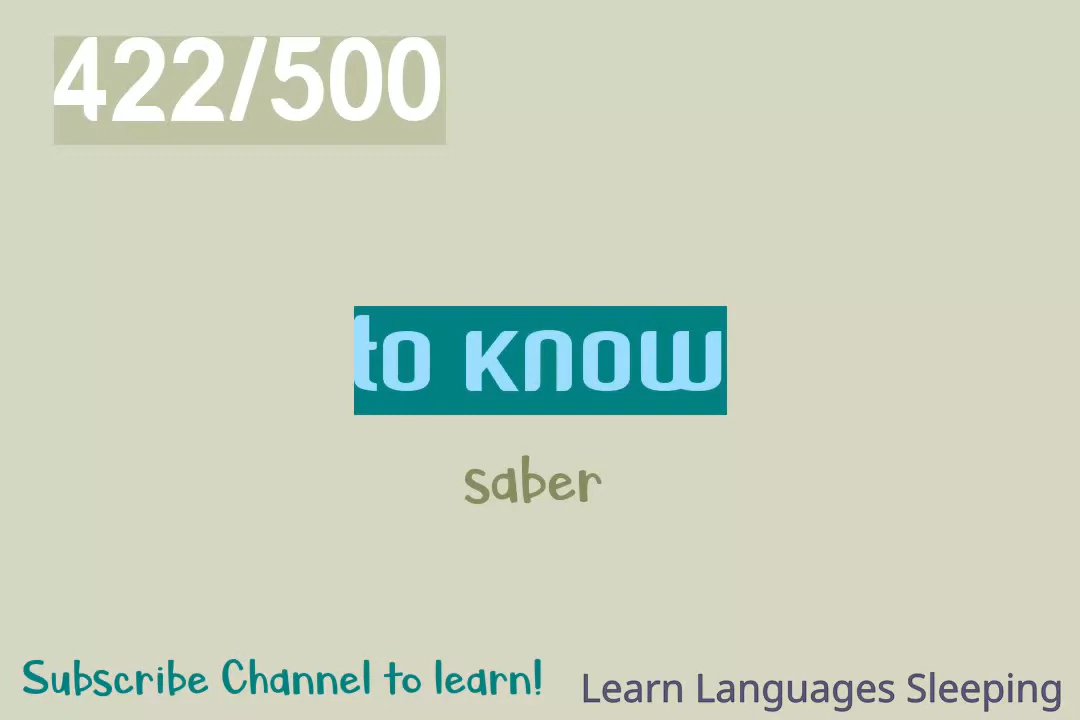 422/500
to know
saber
Subscribe Channel to learn!
Learn Languages Sleeping